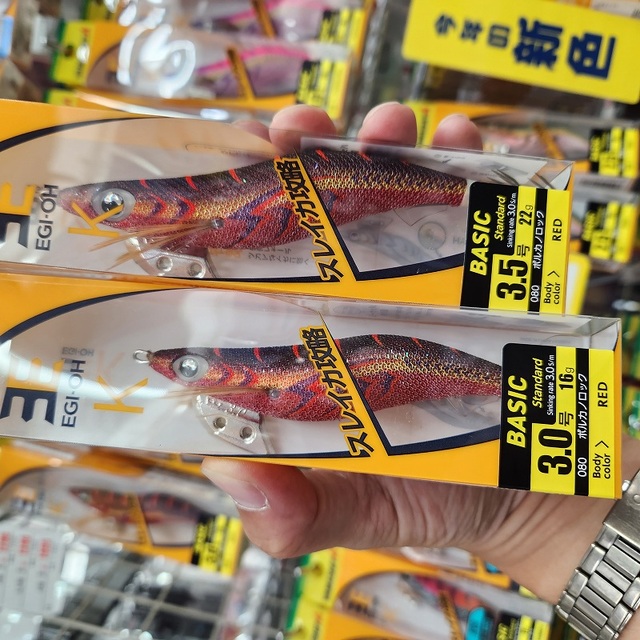 今年の新色
EGI-OH
K
スレイカ攻略
BASIC
Standard
Sinking rate 3.0s/m
3.5号 22g
080 ボルカノロック
Body color >
RED
EGI-OH
K
スレイカ攻略
BASIC
Standard
Sinking rate 3.0s/m
3.0号 16g
080 ボルカノロック
Body color >
RED